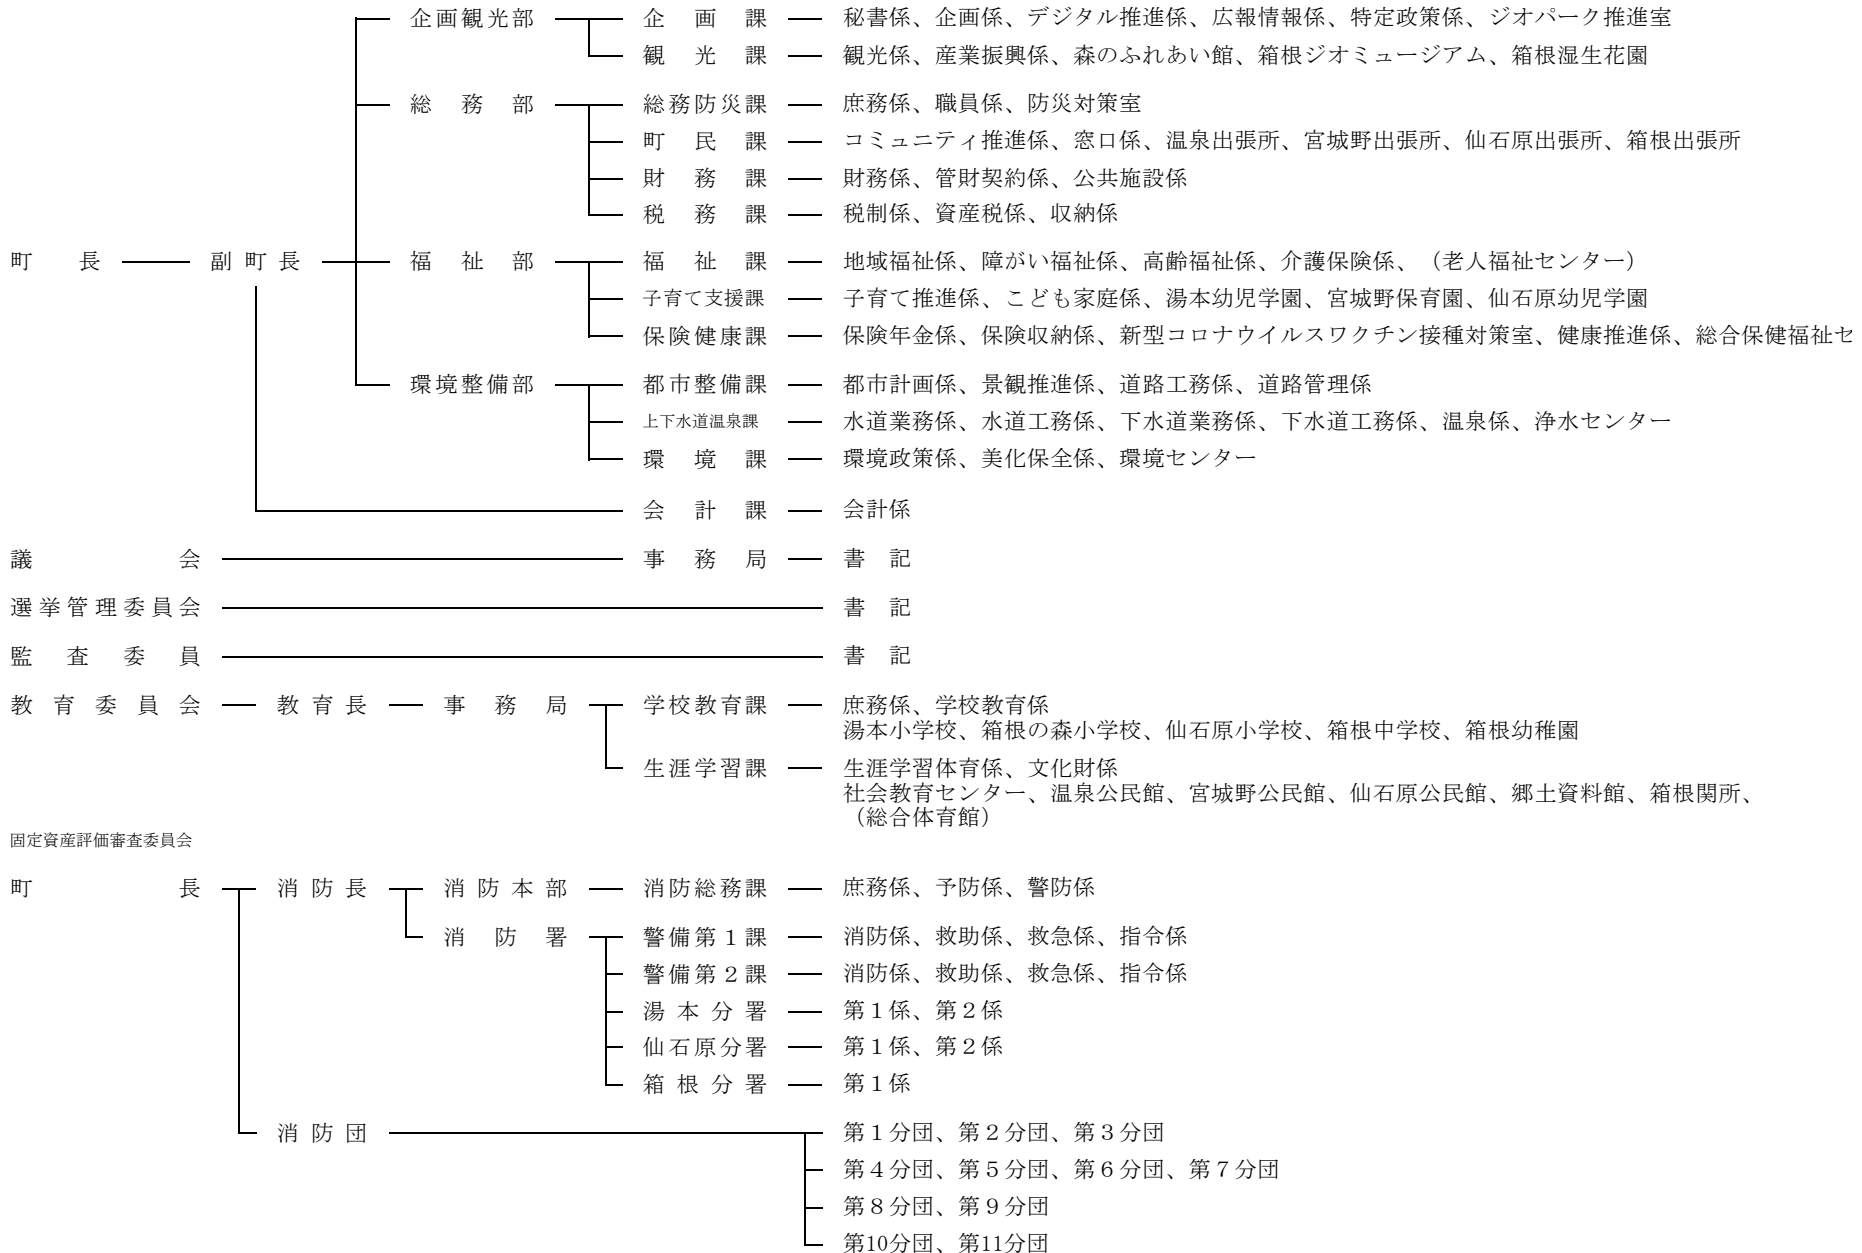 企画観光部 企画課 秘書係、企画係、デジタル推進係、広報情報係、特定政策係、ジオパーク推進室
観光課 観光係、産業振興係、森のふれあい館、箱根ジオミュージアム、箱根湿生花園
総務部 総務防災課 庶務係、職員係、防災対策室
町民課 コミュニティ推進係、窓口係、温泉出張所、宮城野出張所、仙石原出張所、箱根出張所
財務課 財務係、管財契約係、公共施設係
税務課 税制係、資産税係、収納係
町長 副町長 福祉部 福祉課 地域福祉係、障がい福祉係、高齢福祉係、介護保険係、（老人福祉センター）
子育て支援課 子育て推進係、こども家庭係、湯本幼児学園、宮城野保育園、仙石原幼児学園
保険健康課 保険年金係、保険収納係、新型コロナウイルスワクチン接種対策室、健康推進係、総合保健福祉セ
環境整備部 都市整備課 都市計画係、景観推進係、道路工務係、道路管理係
上下水道温泉課 水道業務係、水道工務係、下水道業務係、下水道工務係、温泉係、浄水センター
環境課 環境政策係、美化保全係、環境センター
会計課 会計係
議会 事務局 書記
選挙管理委員会 書記
監査委員 書記
教育委員会 教育長 事務局 学校教育課 庶務係、学校教育係
湯本小学校、箱根の森小学校、仙石原小学校、箱根中学校、箱根幼稚園
生涯学習課 生涯学習体育係、文化財係
社会教育センター、温泉公民館、宮城野公民館、仙石原公民館、郷土資料館、箱根関所、
（総合体育館）
固定資産評価審査委員会
町長 消防長 消防本部 消防総務課 庶務係、予防係、警防係
消防署 警備第１課 消防係、救助係、救急係、指令係
警備第２課 消防係、救助係、救急係、指令係
湯本分署 第１係、第２係
仙石原分署 第１係、第２係
箱根分署 第１係
消防団 第１分団、第２分団、第３分団
第４分団、第５分団、第６分団、第７分団
第８分団、第９分団
第10分団、第11分団